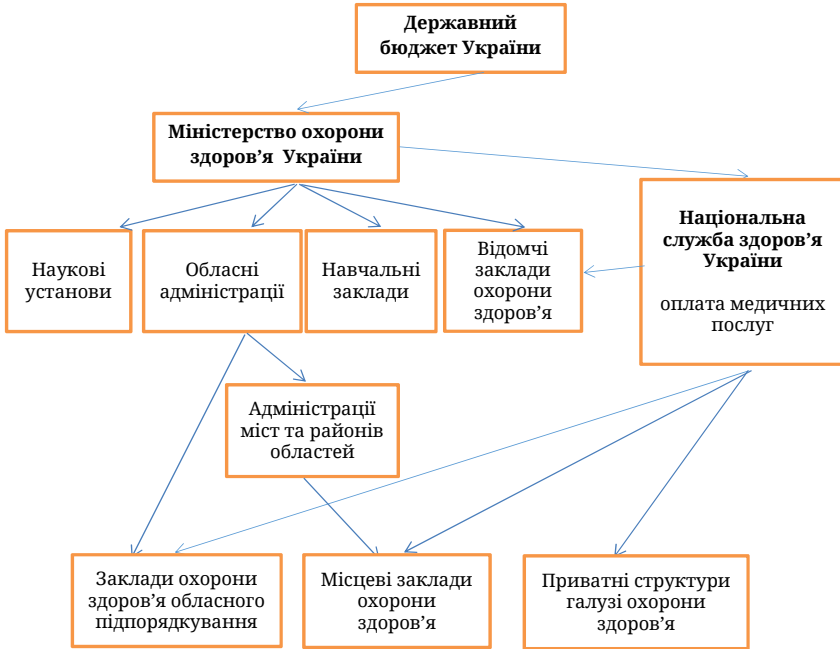 Державний
бюджет України
Міністерство охорони
здоров’я України
Національна
служба здоров’я
України
оплата медичних
послуг
Наукові
установи
Обласні
адміністрації
Навчальні
заклади
Відомчі
заклади
охорони
здоров’я
Адміністрації
міст та районів
областей
Заклади охорони
здоров’я обласного
підпорядкування
Місцеві заклади
охорони
здоров’я
Приватні структури
галузі охорони
здоров’я